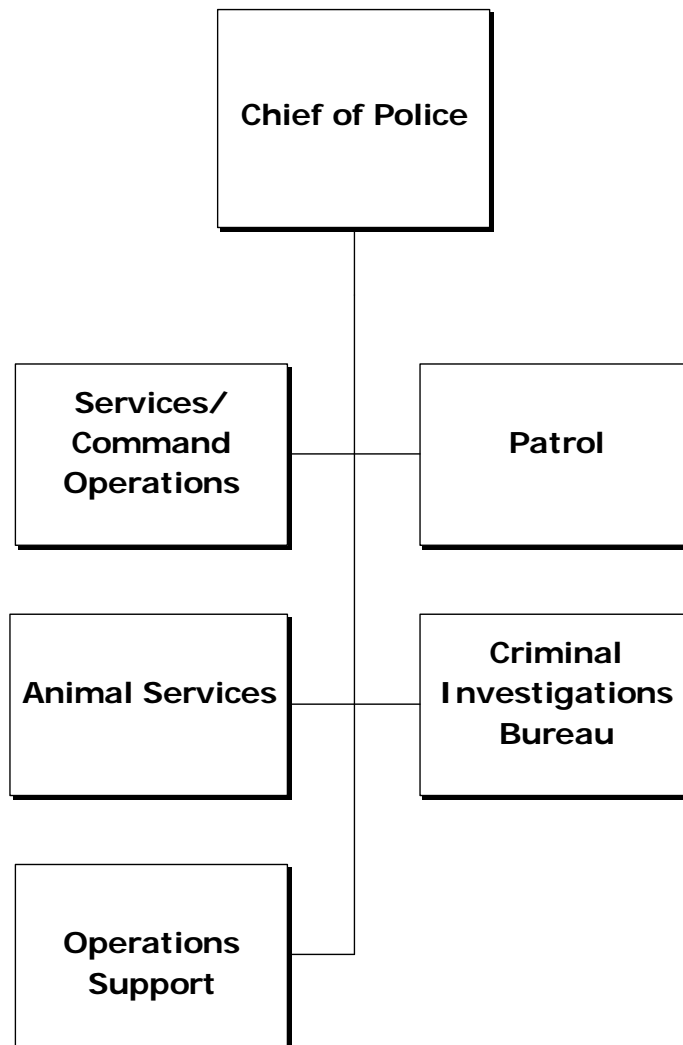 Chief of Police
Services/
Command
Operations
Patrol
Animal Services
Criminal
Investigations
Bureau
Operations
Support